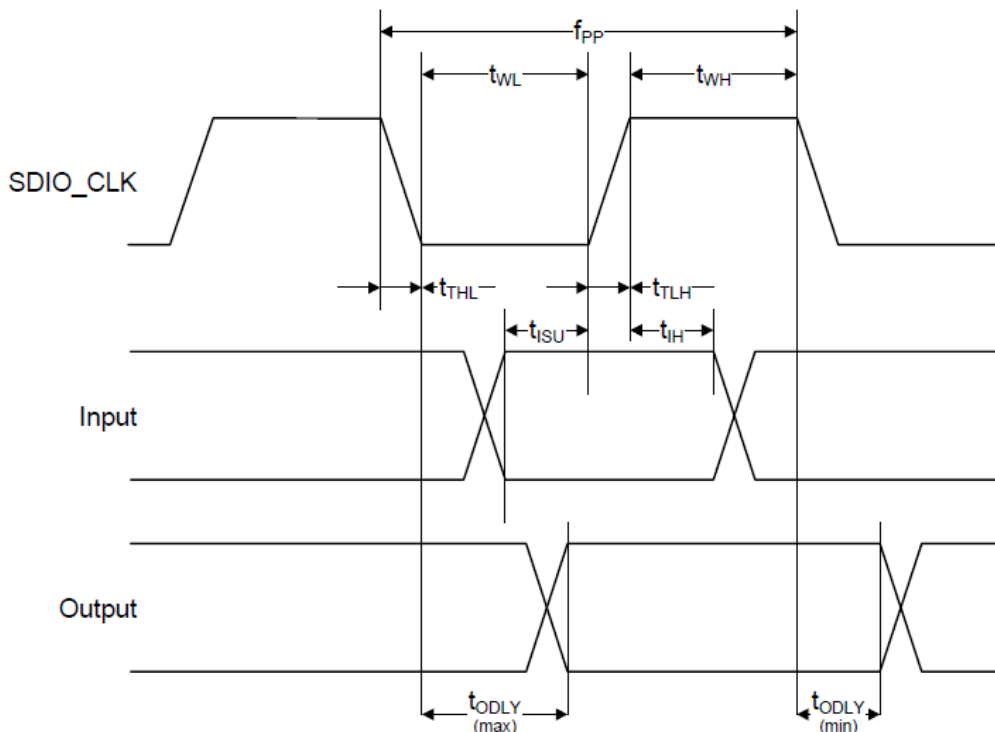 fPP
tWL
tWH
SDIO_CLK
tTHL
tTLH
tISU
tIH
Input
Output
tODLY
(max)
tODLY
(min)